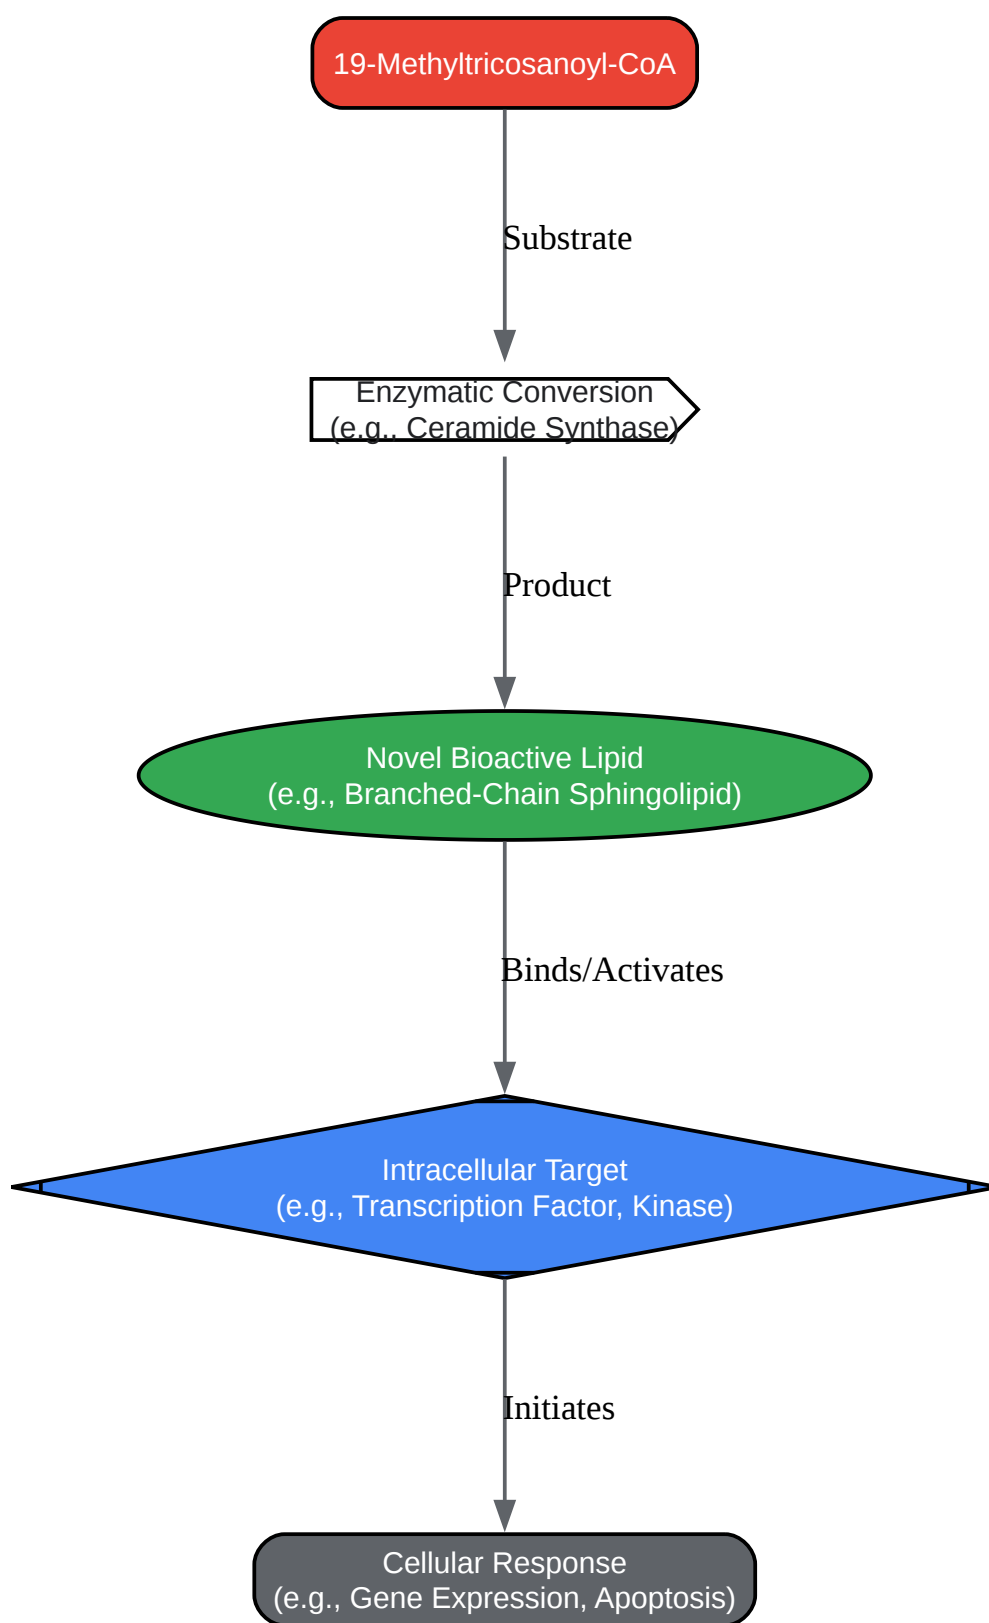 19-Methyltricosanoyl-CoA
Substrate
Enzymatic Conversion
(e.g., Ceramide Synthase)
Product
Novel Bioactive Lipid
(e.g., Branched-Chain Sphingolipid)
Binds/Activates
Intracellular Target
(e.g., Transcription Factor, Kinase)
Initiates
Cellular Response
(e.g., Gene Expression, Apoptosis)